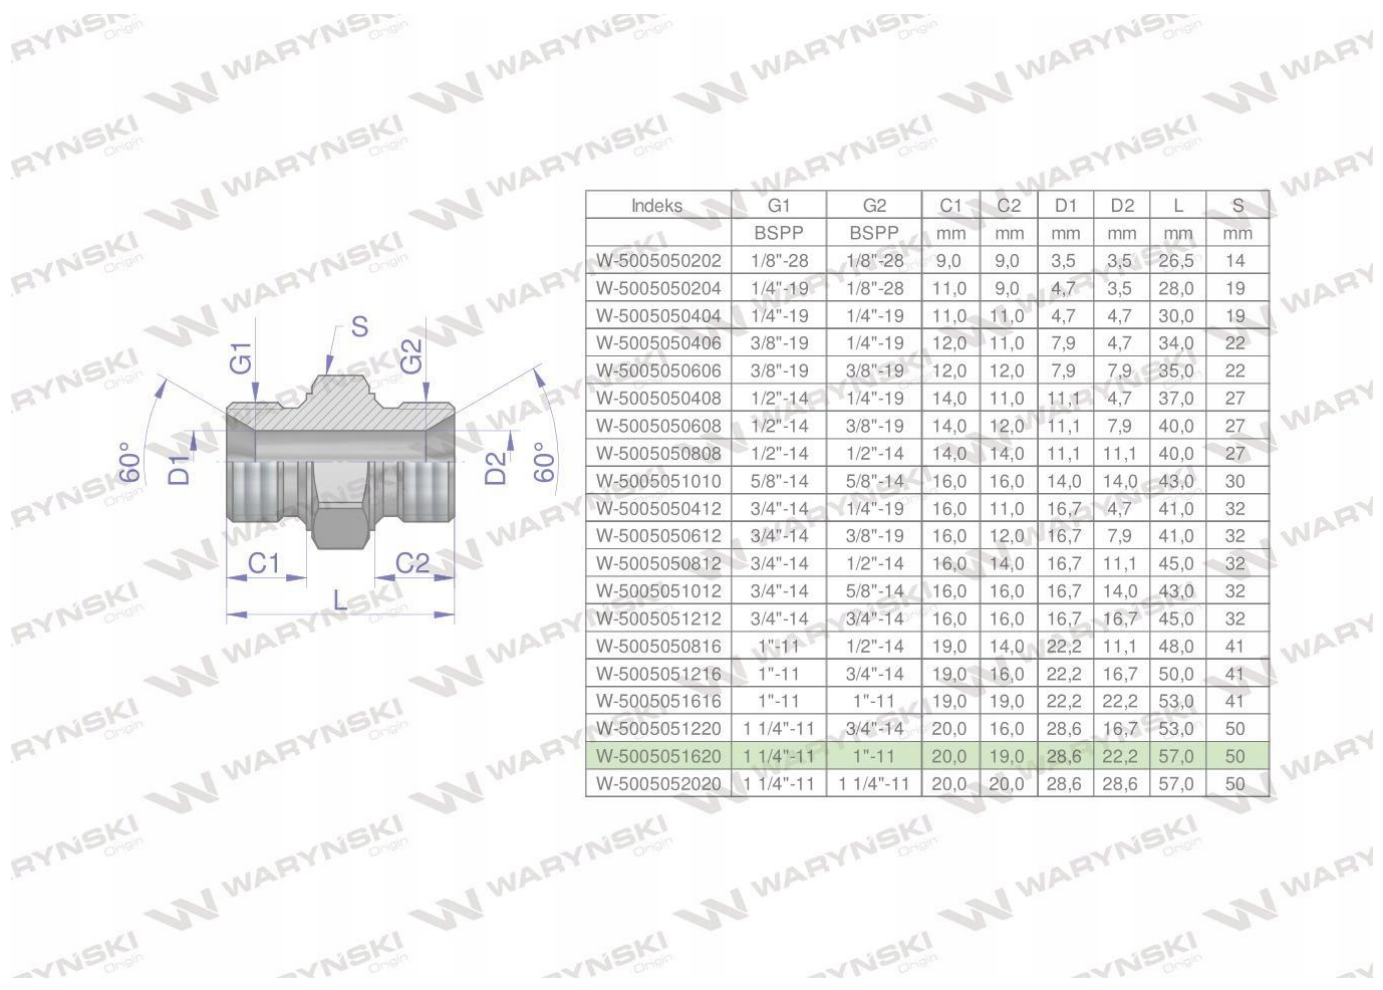 WARYŃSKI
Origin
Indeks G1 G2 C1 C2 D1 D2 L S
BSPP BSPP mm mm mm mm mm mm
W-5005050202 1/8"-28 1/8"-28 9,0 9,0 3,5 3,5 26,5 14
W-5005050204 1/4"-19 1/8"-28 11,0 9,0 4,7 3,5 28,0 19
W-5005050404 1/4"-19 1/4"-19 11,0 11,0 4,7 4,7 30,0 19
W-5005050406 3/8"-19 1/4"-19 12,0 11,0 7,9 4,7 34,0 22
W-5005050606 3/8"-19 3/8"-19 12,0 12,0 7,9 7,9 35,0 22
W-5005050408 1/2"-14 1/4"-19 14,0 11,0 11,1 4,7 37,0 27
W-5005050608 1/2"-14 3/8"-19 14,0 12,0 11,1 7,9 40,0 27
W-5005050808 1/2"-14 1/2"-14 14,0 14,0 11,1 11,1 40,0 27
W-5005051010 5/8"-14 5/8"-14 16,0 16,0 14,0 14,0 43,0 30
W-5005050412 3/4"-14 1/4"-19 16,0 11,0 16,7 4,7 41,0 32
W-5005050612 3/4"-14 3/8"-19 16,0 12,0 16,7 7,9 41,0 32
W-5005050812 3/4"-14 1/2"-14 16,0 14,0 16,7 11,1 45,0 32
W-5005051012 3/4"-14 5/8"-14 16,0 16,0 16,7 14,0 43,0 32
W-5005051212 3/4"-14 3/4"-14 16,0 16,0 16,7 16,7 45,0 32
W-5005050816 1"-11 1/2"-14 19,0 14,0 22,2 11,1 48,0 41
W-5005051216 1"-11 3/4"-14 19,0 16,0 22,2 16,7 50,0 41
W-5005051616 1"-11 1"-11 19,0 19,0 22,2 22,2 53,0 41
W-5005051220 1 1/4"-11 3/4"-14 20,0 16,0 28,6 16,7 53,0 50
W-5005051620 1 1/4"-11 1"-11 20,0 19,0 28,6 22,2 57,0 50
W-5005052020 1 1/4"-11 1 1/4"-11 20,0 20,0 28,6 28,6 57,0 50
S
G1
G2
60°
D1
D2
60°
C1
C2
L